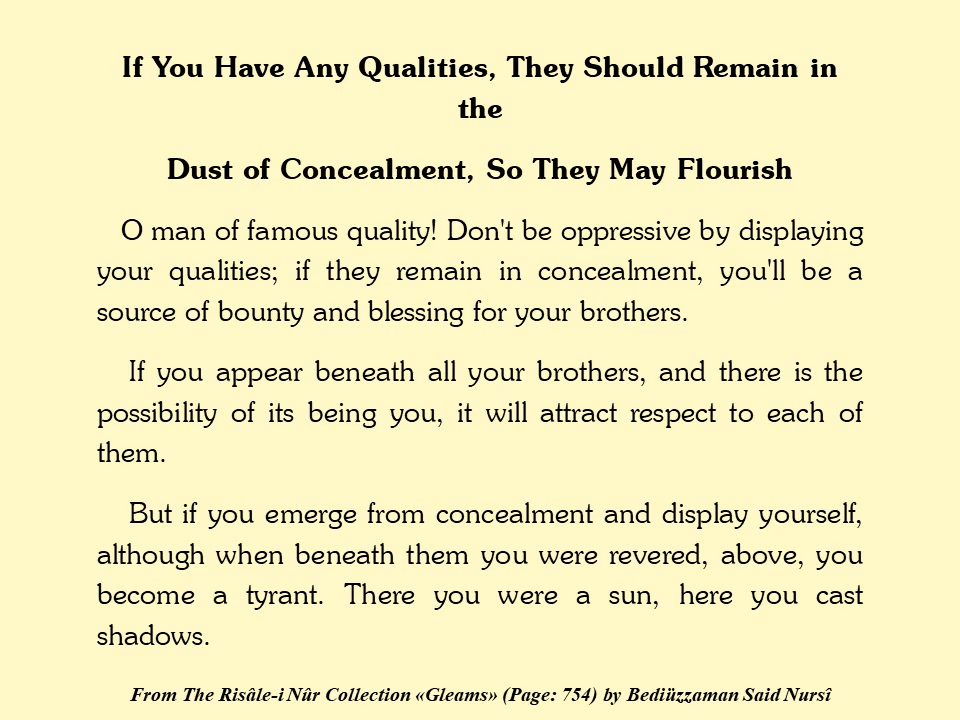 If You Have Any Qualities, They Should Remain in
the
Dust of Concealment, So They May Flourish
O man of famous quality! Don't be oppressive by displaying
your qualities; if they remain in concealment, you'll be a
source of bounty and blessing for your brothers.
If you appear beneath all your brothers, and there is the
possibility of its being you, it will attract respect to each of
them.
But if you emerge from concealment and display yourself,
although when beneath them you were revered, above, you
become a tyrant. There you were a sun, here you cast
shadows.
From The Risâle-i Nûr Collection «Gleams» (Page: 754) by Bediüzzaman Said Nursî